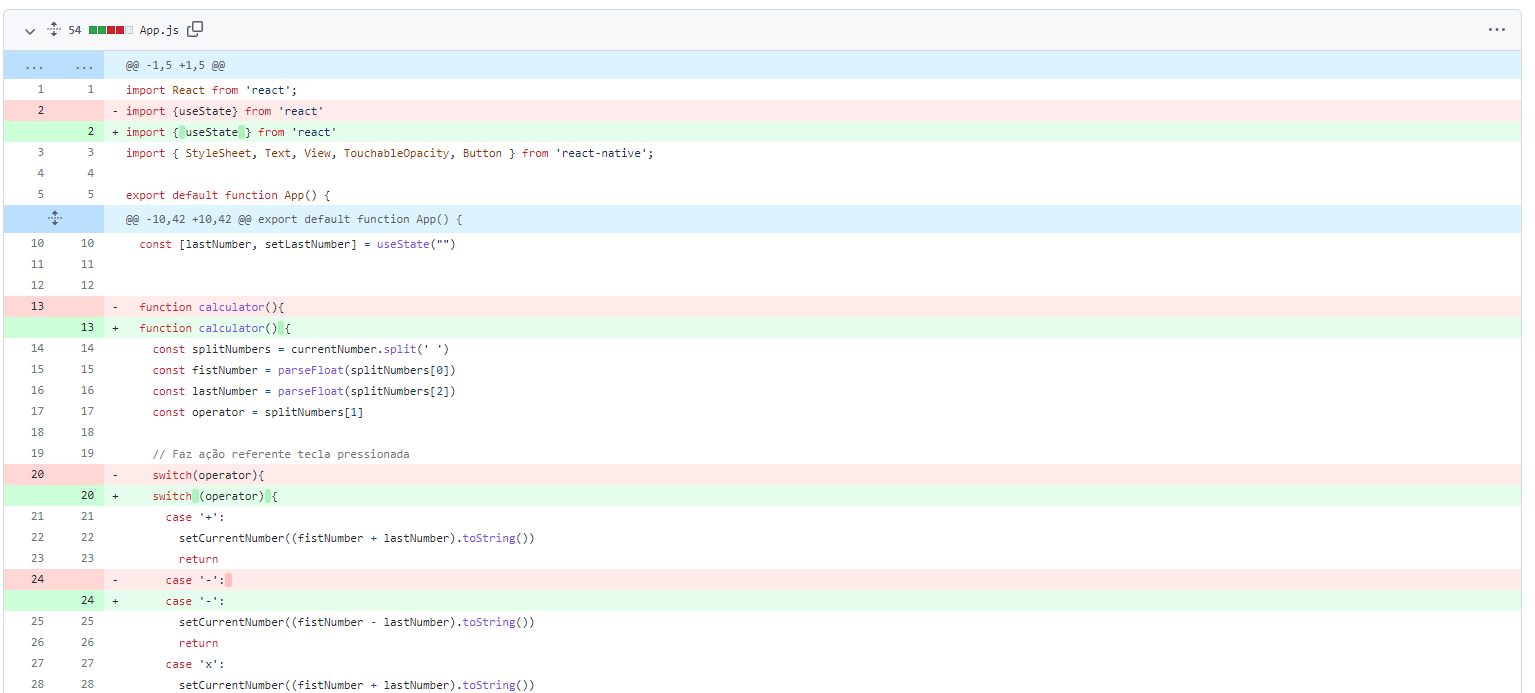 54 App.js
... ... @@ -1,5 +1,5 @@
1 1 import React from 'react';
2 - import {useState} from 'react'
2 + import { useState } from 'react'
3 3 import { StyleSheet, Text, View, TouchableOpacity, Button } from 'react-native';
4 4
5 5 export default function App() {
@@ -10,42 +10,42 @@ export default function App() {
10 10 const [lastNumber, setLastNumber] = useState("")
11 11
12 12
13 - function calculator(){
13 + function calculator() {
14 14 const splitNumbers = currentNumber.split(' ')
15 15 const fistNumber = parseFloat(splitNumbers[0])
16 16 const lastNumber = parseFloat(splitNumbers[2])
17 17 const operator = splitNumbers[1]
18 18
19 19 // Faz ação referente tecla pressionada
20 - switch(operator){
20 + switch (operator) {
21 21 case '+':
22 22 setCurrentNumber((fistNumber + lastNumber).toString())
23 23 return
24 - case '-':
24 + case '-':
25 25 setCurrentNumber((fistNumber - lastNumber).toString())
26 26 return
27 27 case 'x':
28 28 setCurrentNumber((fistNumber + lastNumber).toString())